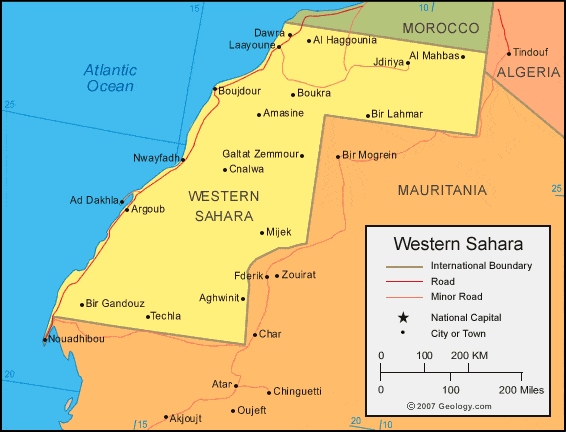 15
10
Dawra
MOROCCO
Laayoune
Al Haggounia
Al Mahbas
Tindouf
Jdiriya
ALGERIA
Atlantic
Ocean
Boujdour
Boukra
25
Amasine
Bir Lahmar
Nwayfadh
Galtat Zemmour
Bir Mogrein
Cnalwa
WESTERN
SAHARA
MAURITANIA
25
Ad Dakhla
Argoub
Mijek
Fderik
Zouirat
Aghwinit
Bir Gandouz
Techla
Nouadhibou
Char
20
Atar
Chinguetti
Oujeft
Akjoujt
15
20
10
Western Sahara
International Boundary
Road
Minor Road
National Capital
City or Town
0 100 200 KM
0 100 200 Miles
© 2007 Geology.com